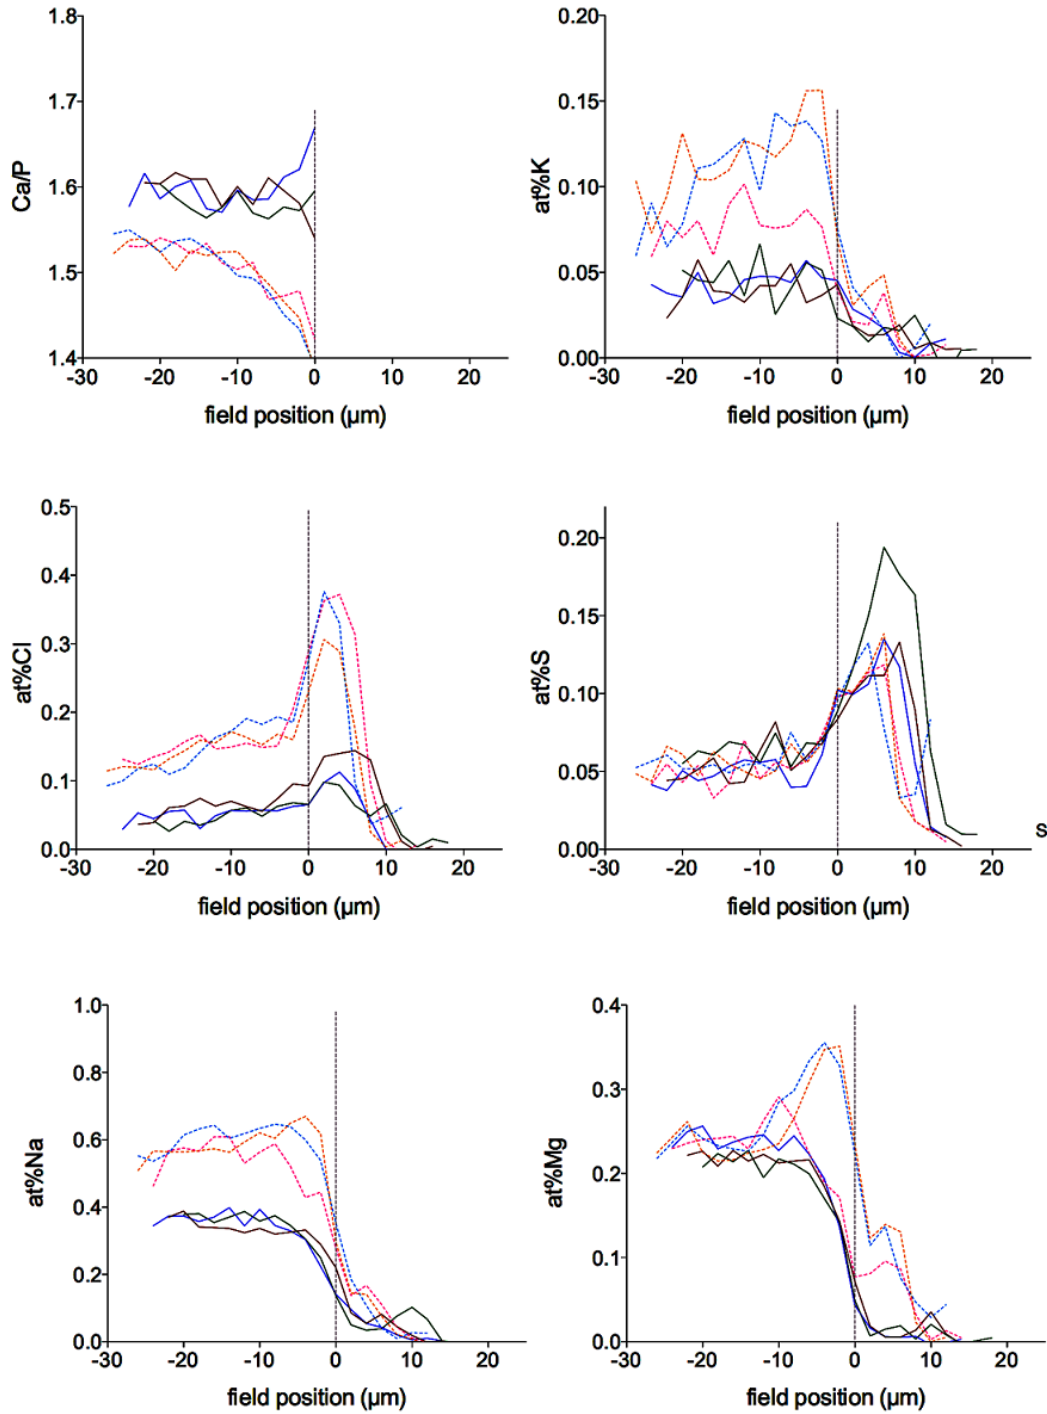 1.8
1.7
1.6
1.5
1.4
Ca/P
-30 -20 -10 0 10 20
field position (µm)
0.20
0.15
0.10
0.05
0.00
at%K
-30 -20 -10 0 10 20
field position (µm)
0.5
0.4
0.3
0.2
0.1
0.0
at%Cl
-30 -20 -10 0 10 20
field position (µm)
0.20
0.15
0.10
0.05
0.00
at%S
-30 -20 -10 0 10 20
field position (µm)
s
1.0
0.8
0.6
0.4
0.2
0.0
at%Na
-30 -20 -10 0 10 20
field position (µm)
0.4
0.3
0.2
0.1
0.0
at%Mg
-30 -20 -10 0 10 20
field position (µm)